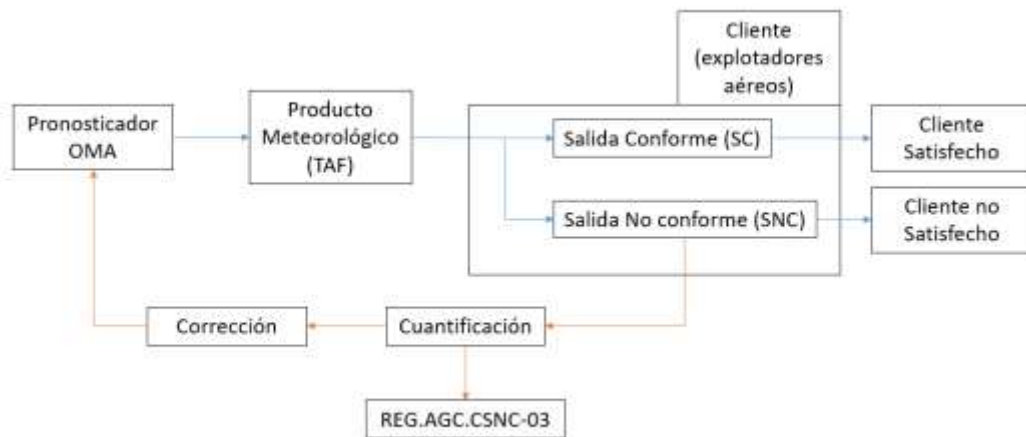 Cliente
(explotadores
aéreos)
Pronosticador
OMA
Producto
Meteorológico
(TAF)
Salida Conforme (SC)
Cliente
Satisfecho
Salida No conforme (SNC)
Cliente no
Satisfecho
Corrección
Cuantificación
REG.AGC.CSNC-03